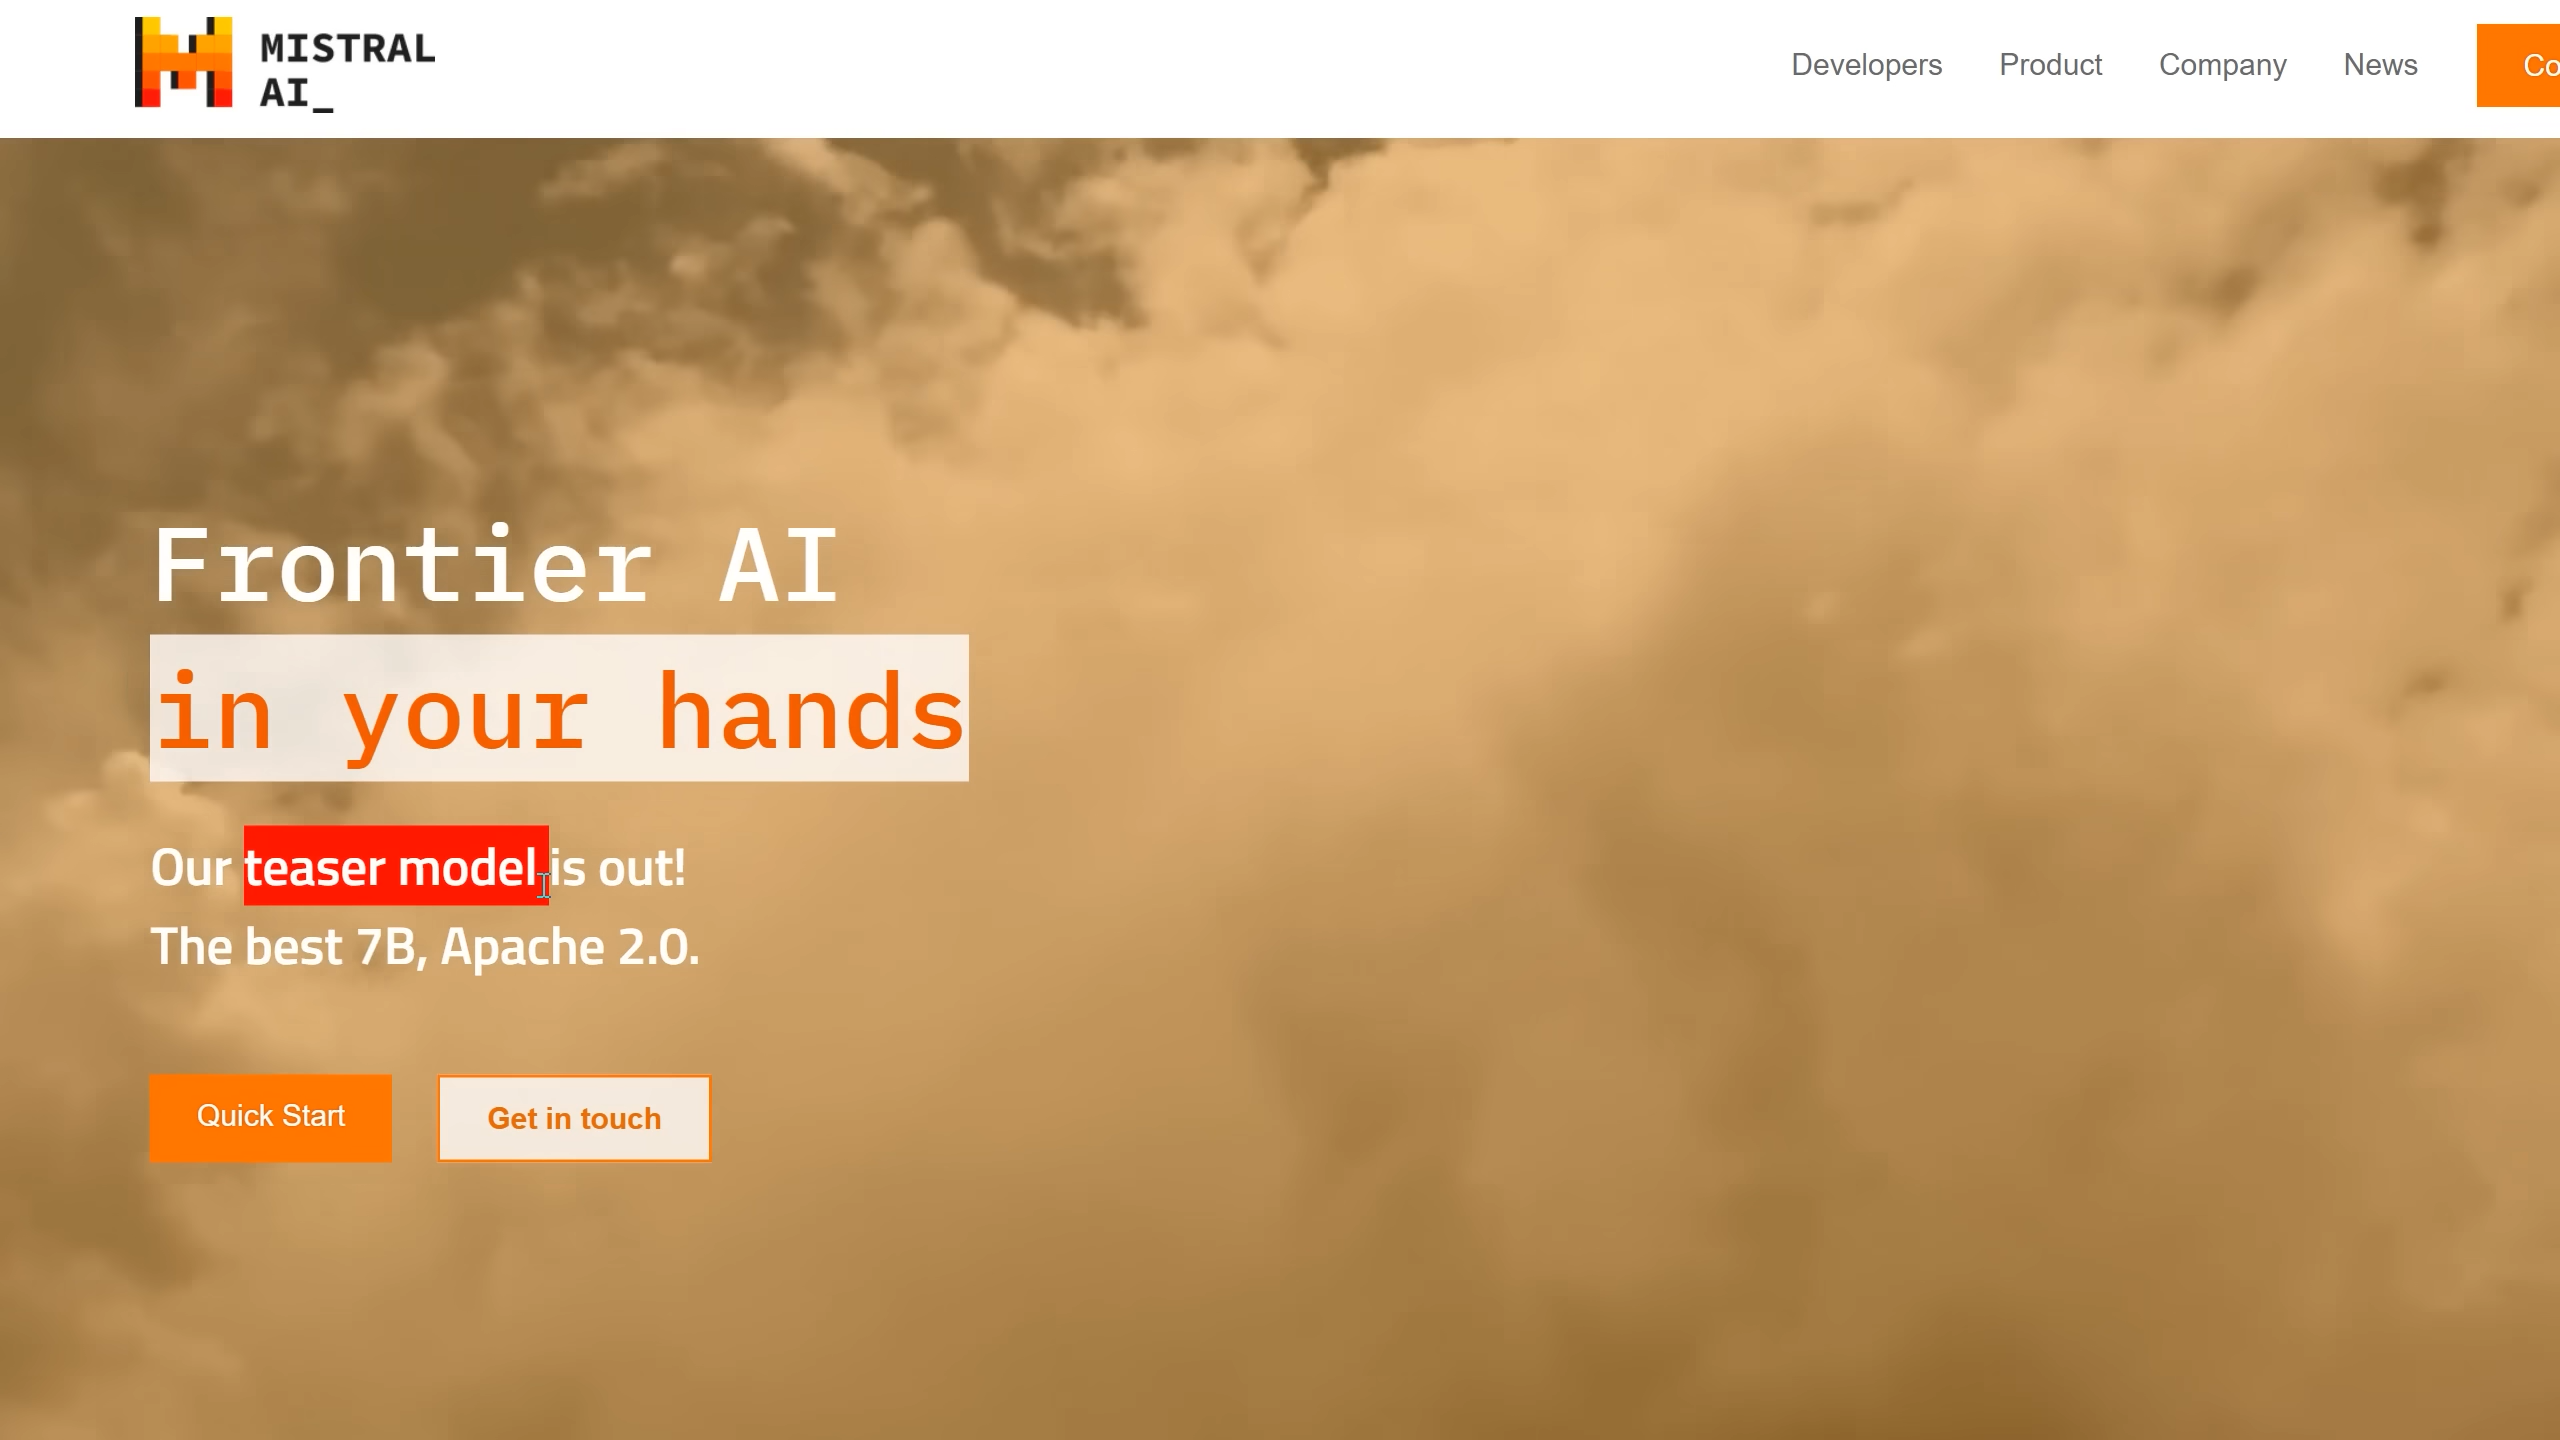 MISTRAL
AI_
Developers Product Company News Co
Frontier AI
in your hands
Our teaser model is out!
The best 7B, Apache 2.0.
Quick Start Get in touch